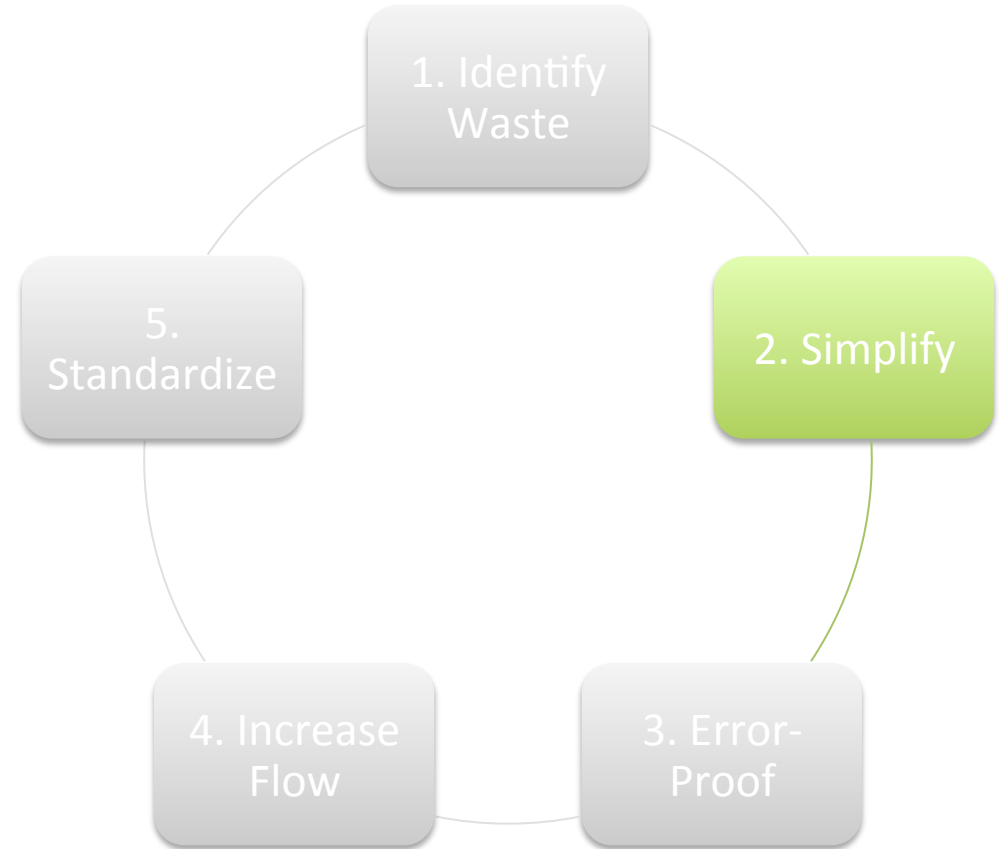 1. Identify
Waste
2. Simplify
3. Error-
Proof
4. Increase
Flow
5.
Standardize